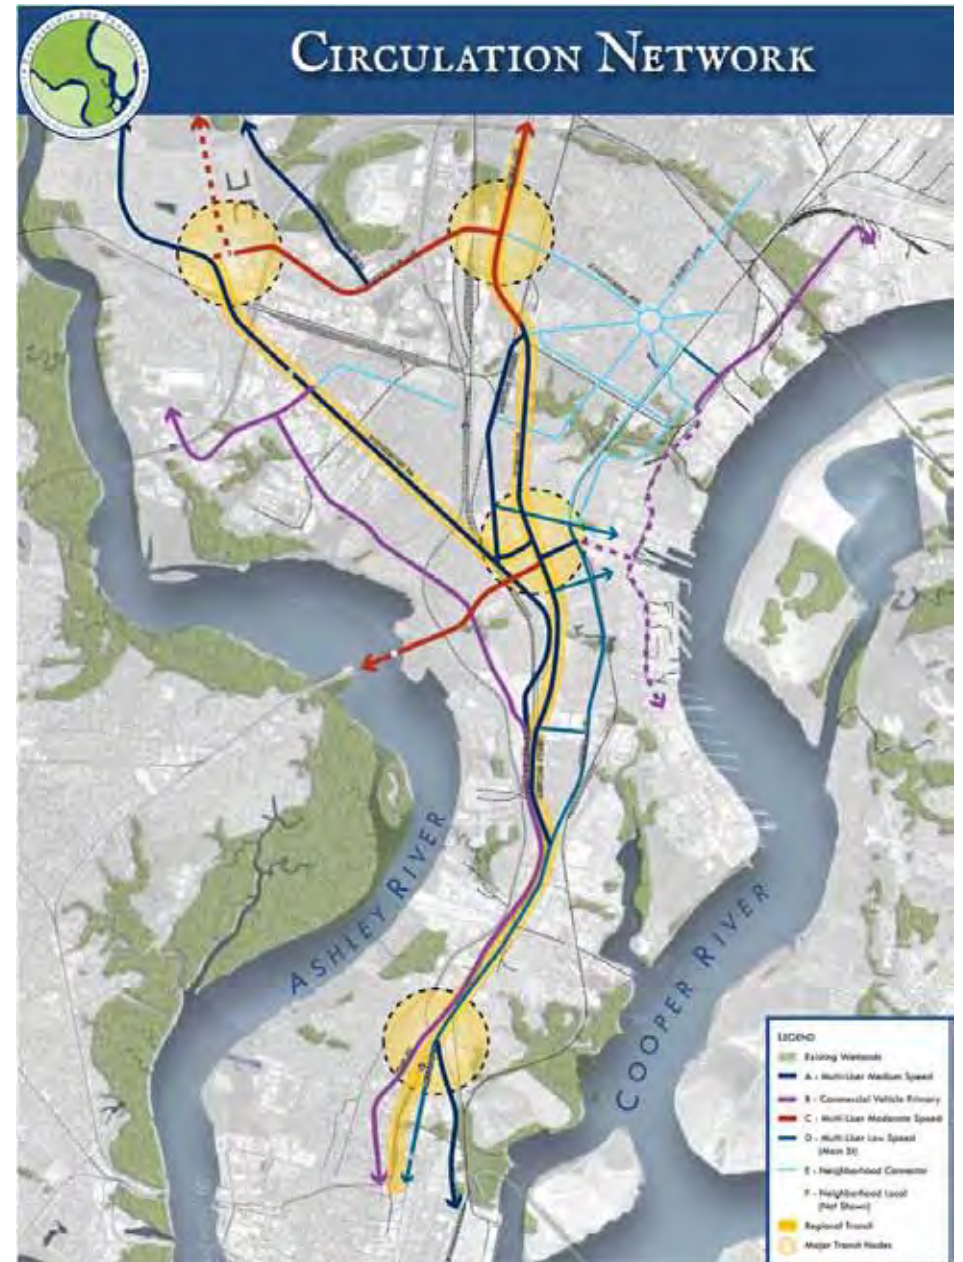 CIRCULATION NETWORK
ASHLEY RIVER
COOPER RIVER
LEGEND
Existing Wetlands
A - Multi-User Medium Speed
B - Commercial Vehicle Primary
C - Multi-User Moderate Speed
D - Multi-User Low Speed
(Main St)
E - Neighborhood Connector
F - Neighborhood Local
(Not Shown)
Regional Transit
Major Transit Nodes